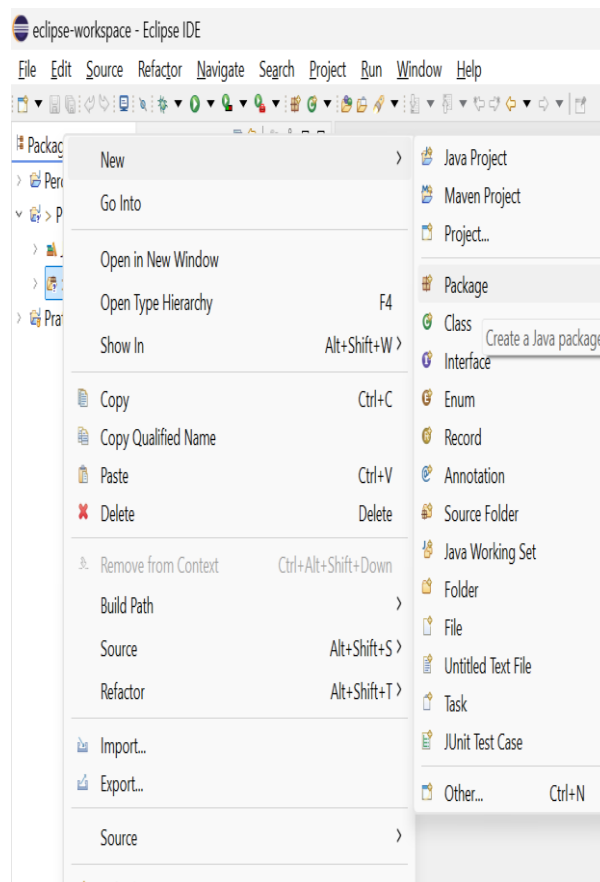 eclipse-workspace - Eclipse IDE
File Edit Source Refactor Navigate Search Project Run Window Help
New
Go Into
Open in New Window
Open Type Hierarchy F4
Show In Alt+Shift+W
Copy Ctrl+C
Copy Qualified Name
Paste Ctrl+V
Delete Delete
Remove from Context Ctrl+Alt+Shift+Down
Build Path
Source Alt+Shift+S
Refactor Alt+Shift+T
Import...
Export...
Source
Java Project
Maven Project
Project...
Package
Class
Create a Java package
Interface
Enum
Record
Annotation
Source Folder
Java Working Set
Folder
File
Untitled Text File
Task
JUnit Test Case
Other... Ctrl+N